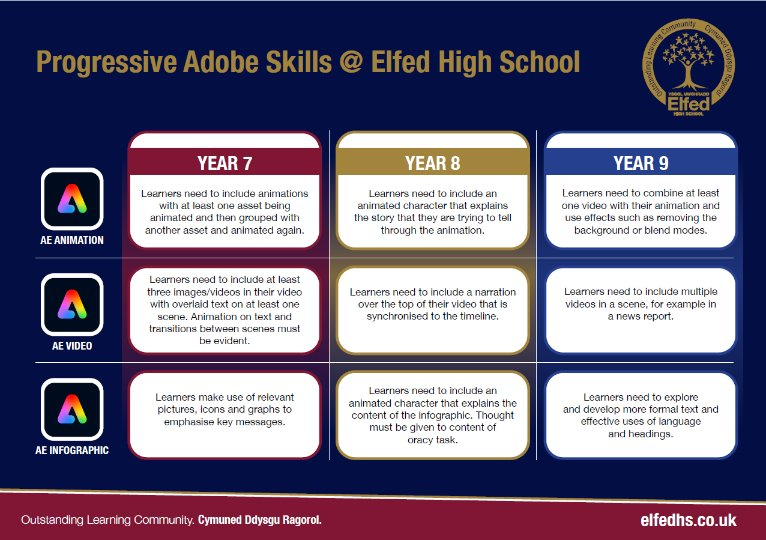 Progressive Adobe Skills @ Elfed High School
Outstanding Learning Community
Cymuned Ddysgu Ragorol
YSGOL UWCHRADD
Elfed
HIGH SCHOOL
YEAR 7
YEAR 8
YEAR 9
AE ANIMATION
Learners need to include animations
with at least one asset being
animated and then grouped with
another asset and animated again.
Learners need to include an
animated character that explains
the story that they are trying to tell
through the animation.
Learners need to combine at least
one video with their animation and
use effects such as removing the
background or blend modes.
AE VIDEO
Learners need to include at least
three images/videos in their video
with overlaid text on at least one
scene. Animation on text and
transitions between scenes must
be evident.
Learners need to include a narration
over the top of their video that is
synchronised to the timeline.
Learners need to include multiple
videos in a scene, for example in
a news report.
AE INFOGRAPHIC
Learners make use of relevant
pictures, icons and graphs to
emphasise key messages.
Learners need to include an
animated character that explains the
content of the infographic. Thought
must be given to content of
oracy task.
Learners need to explore
and develop more formal text and
effective uses of language
and headings.
Outstanding Learning Community. Cymuned Ddysgu Ragorol.
elfedhs.co.uk